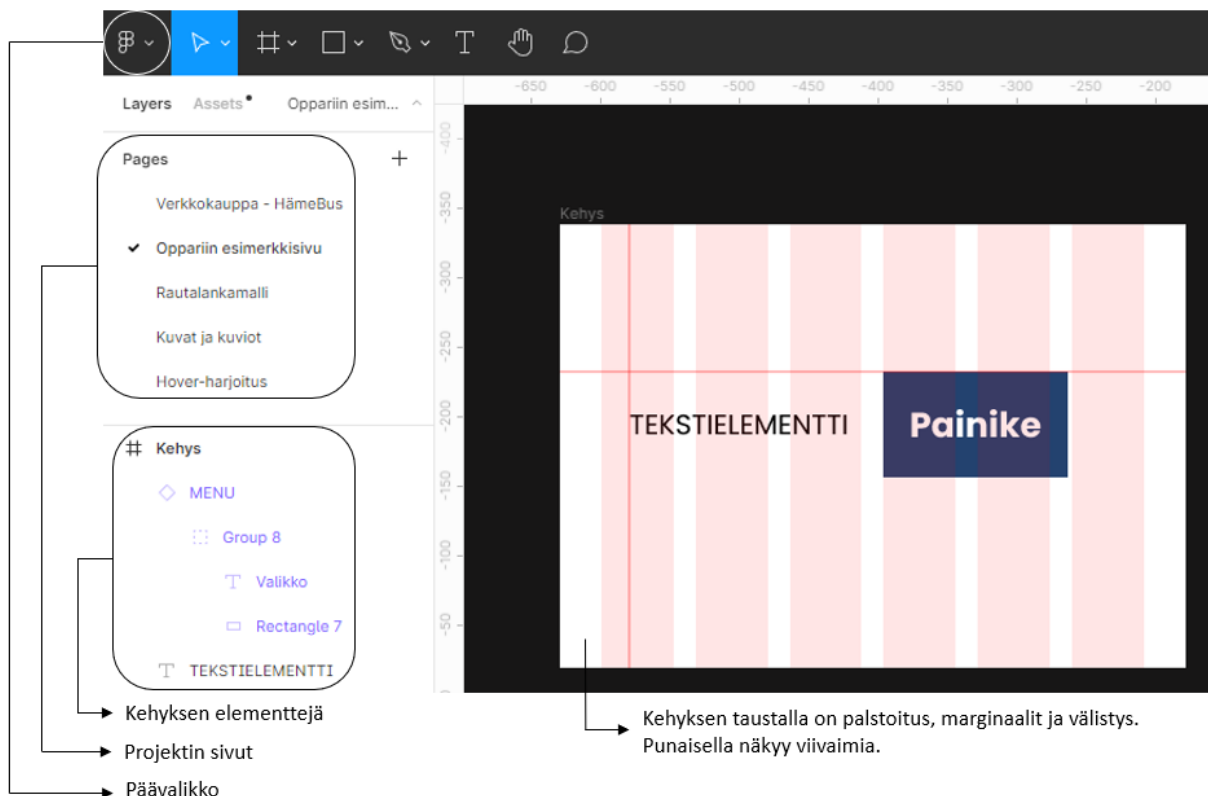 -650 -600 -550 -500 -450 -400 -350 -300 -250 -200
Layers Assets Oppariin esim...
Pages
Verkkokauppa - HämeBus
Oppariin esimerkkisivu
Rautalankamalli
Kuvat ja kuviot
Hover-harjoitus
Kehys
MENU
Group 8
Valikko
Rectangle 7
TEKSTIELEMENTTI
-400
-350
-300
-250
-200
-150
-100
-50
Kehys
TEKSTIELEMENTTI
Painike
Kehyksen elementtejä
Projektin sivut
Päävalikko
Kehyksen taustalla on palstoitus, marginaalit ja välistys.
Punaisella näkyy viivaimia.